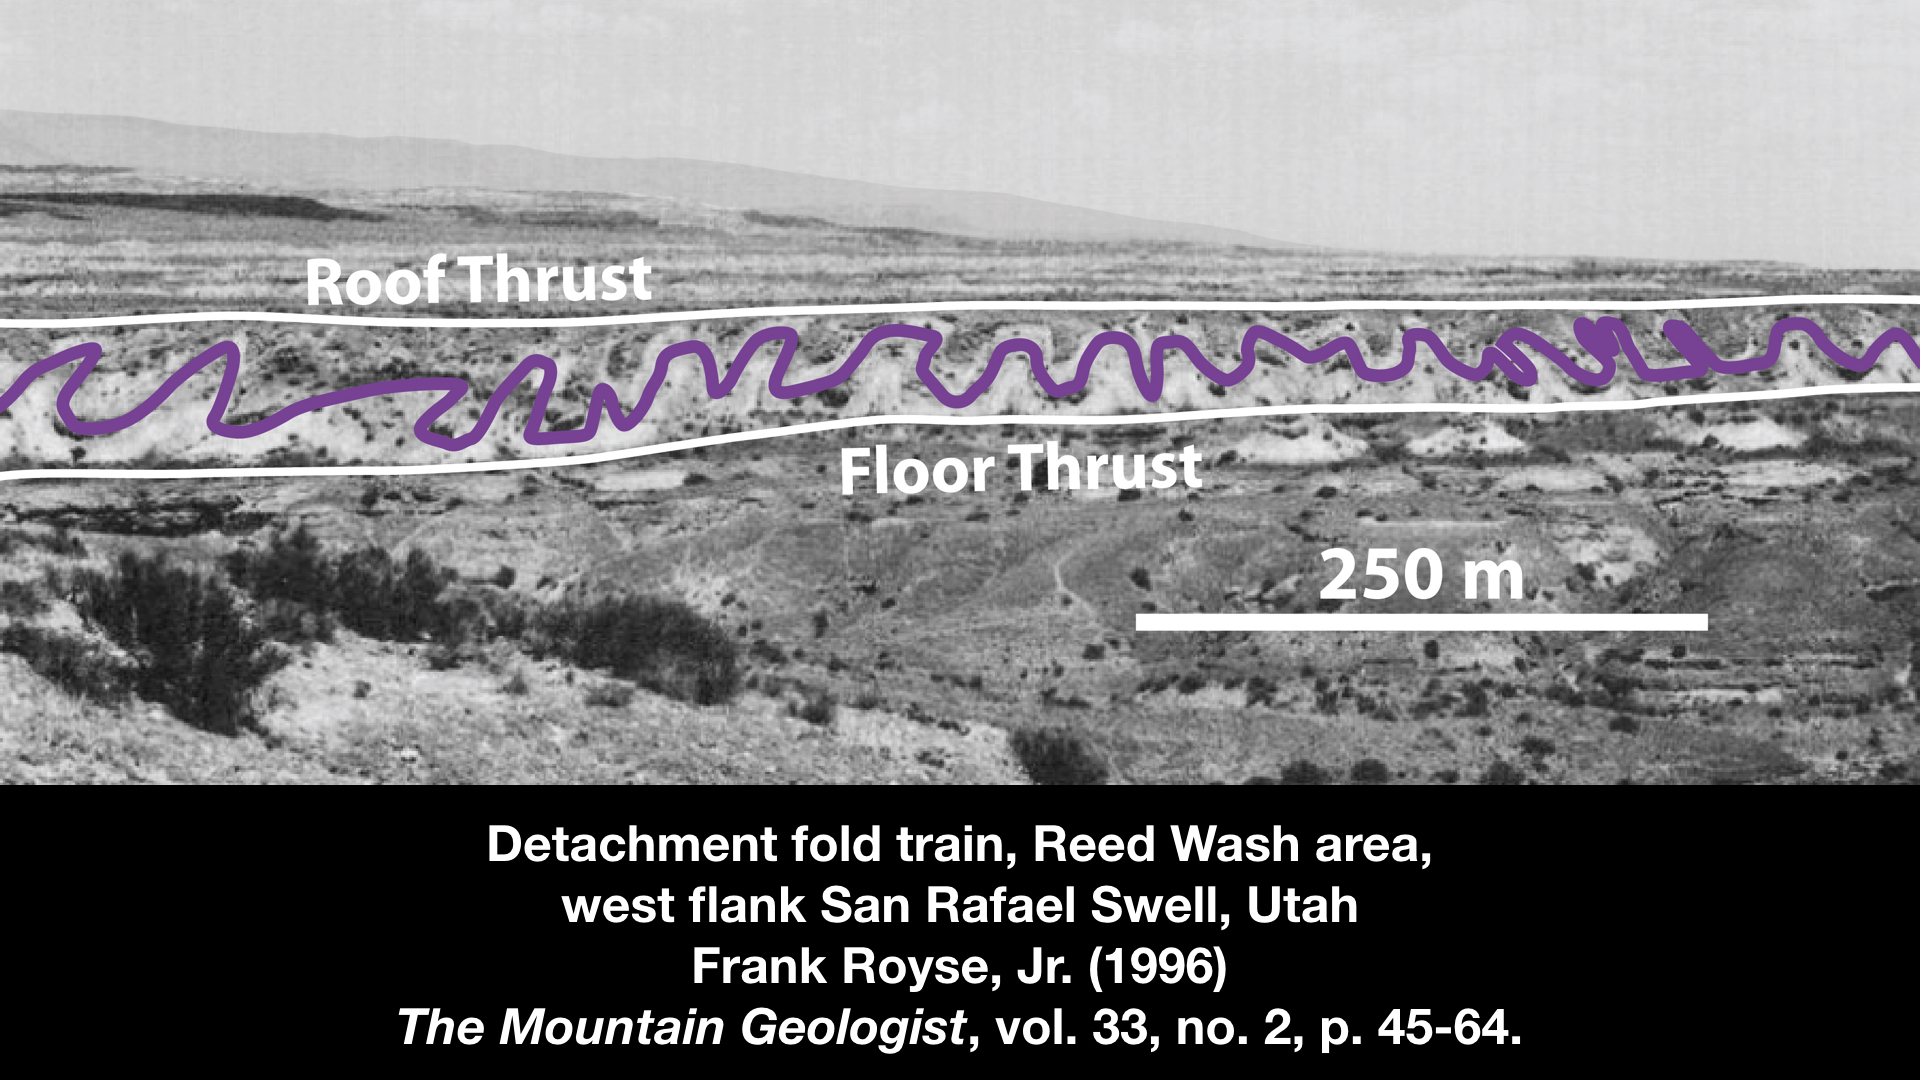 Roof Thrust
Floor Thrust
250 m
Detachment fold train, Reed Wash area,
west flank San Rafael Swell, Utah
Frank Royse, Jr. (1996)
The Mountain Geologist, vol. 33, no. 2, p. 45-64.